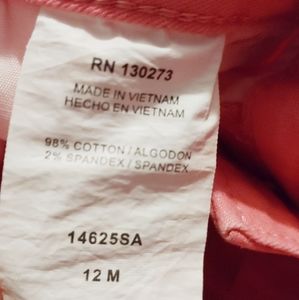 RN 130273
MADE IN VIETNAM
HECHO EN VIETNAM
98% COTTON / ALGODON
2% SPANDEX / SPANDEX
14625SA
12 M